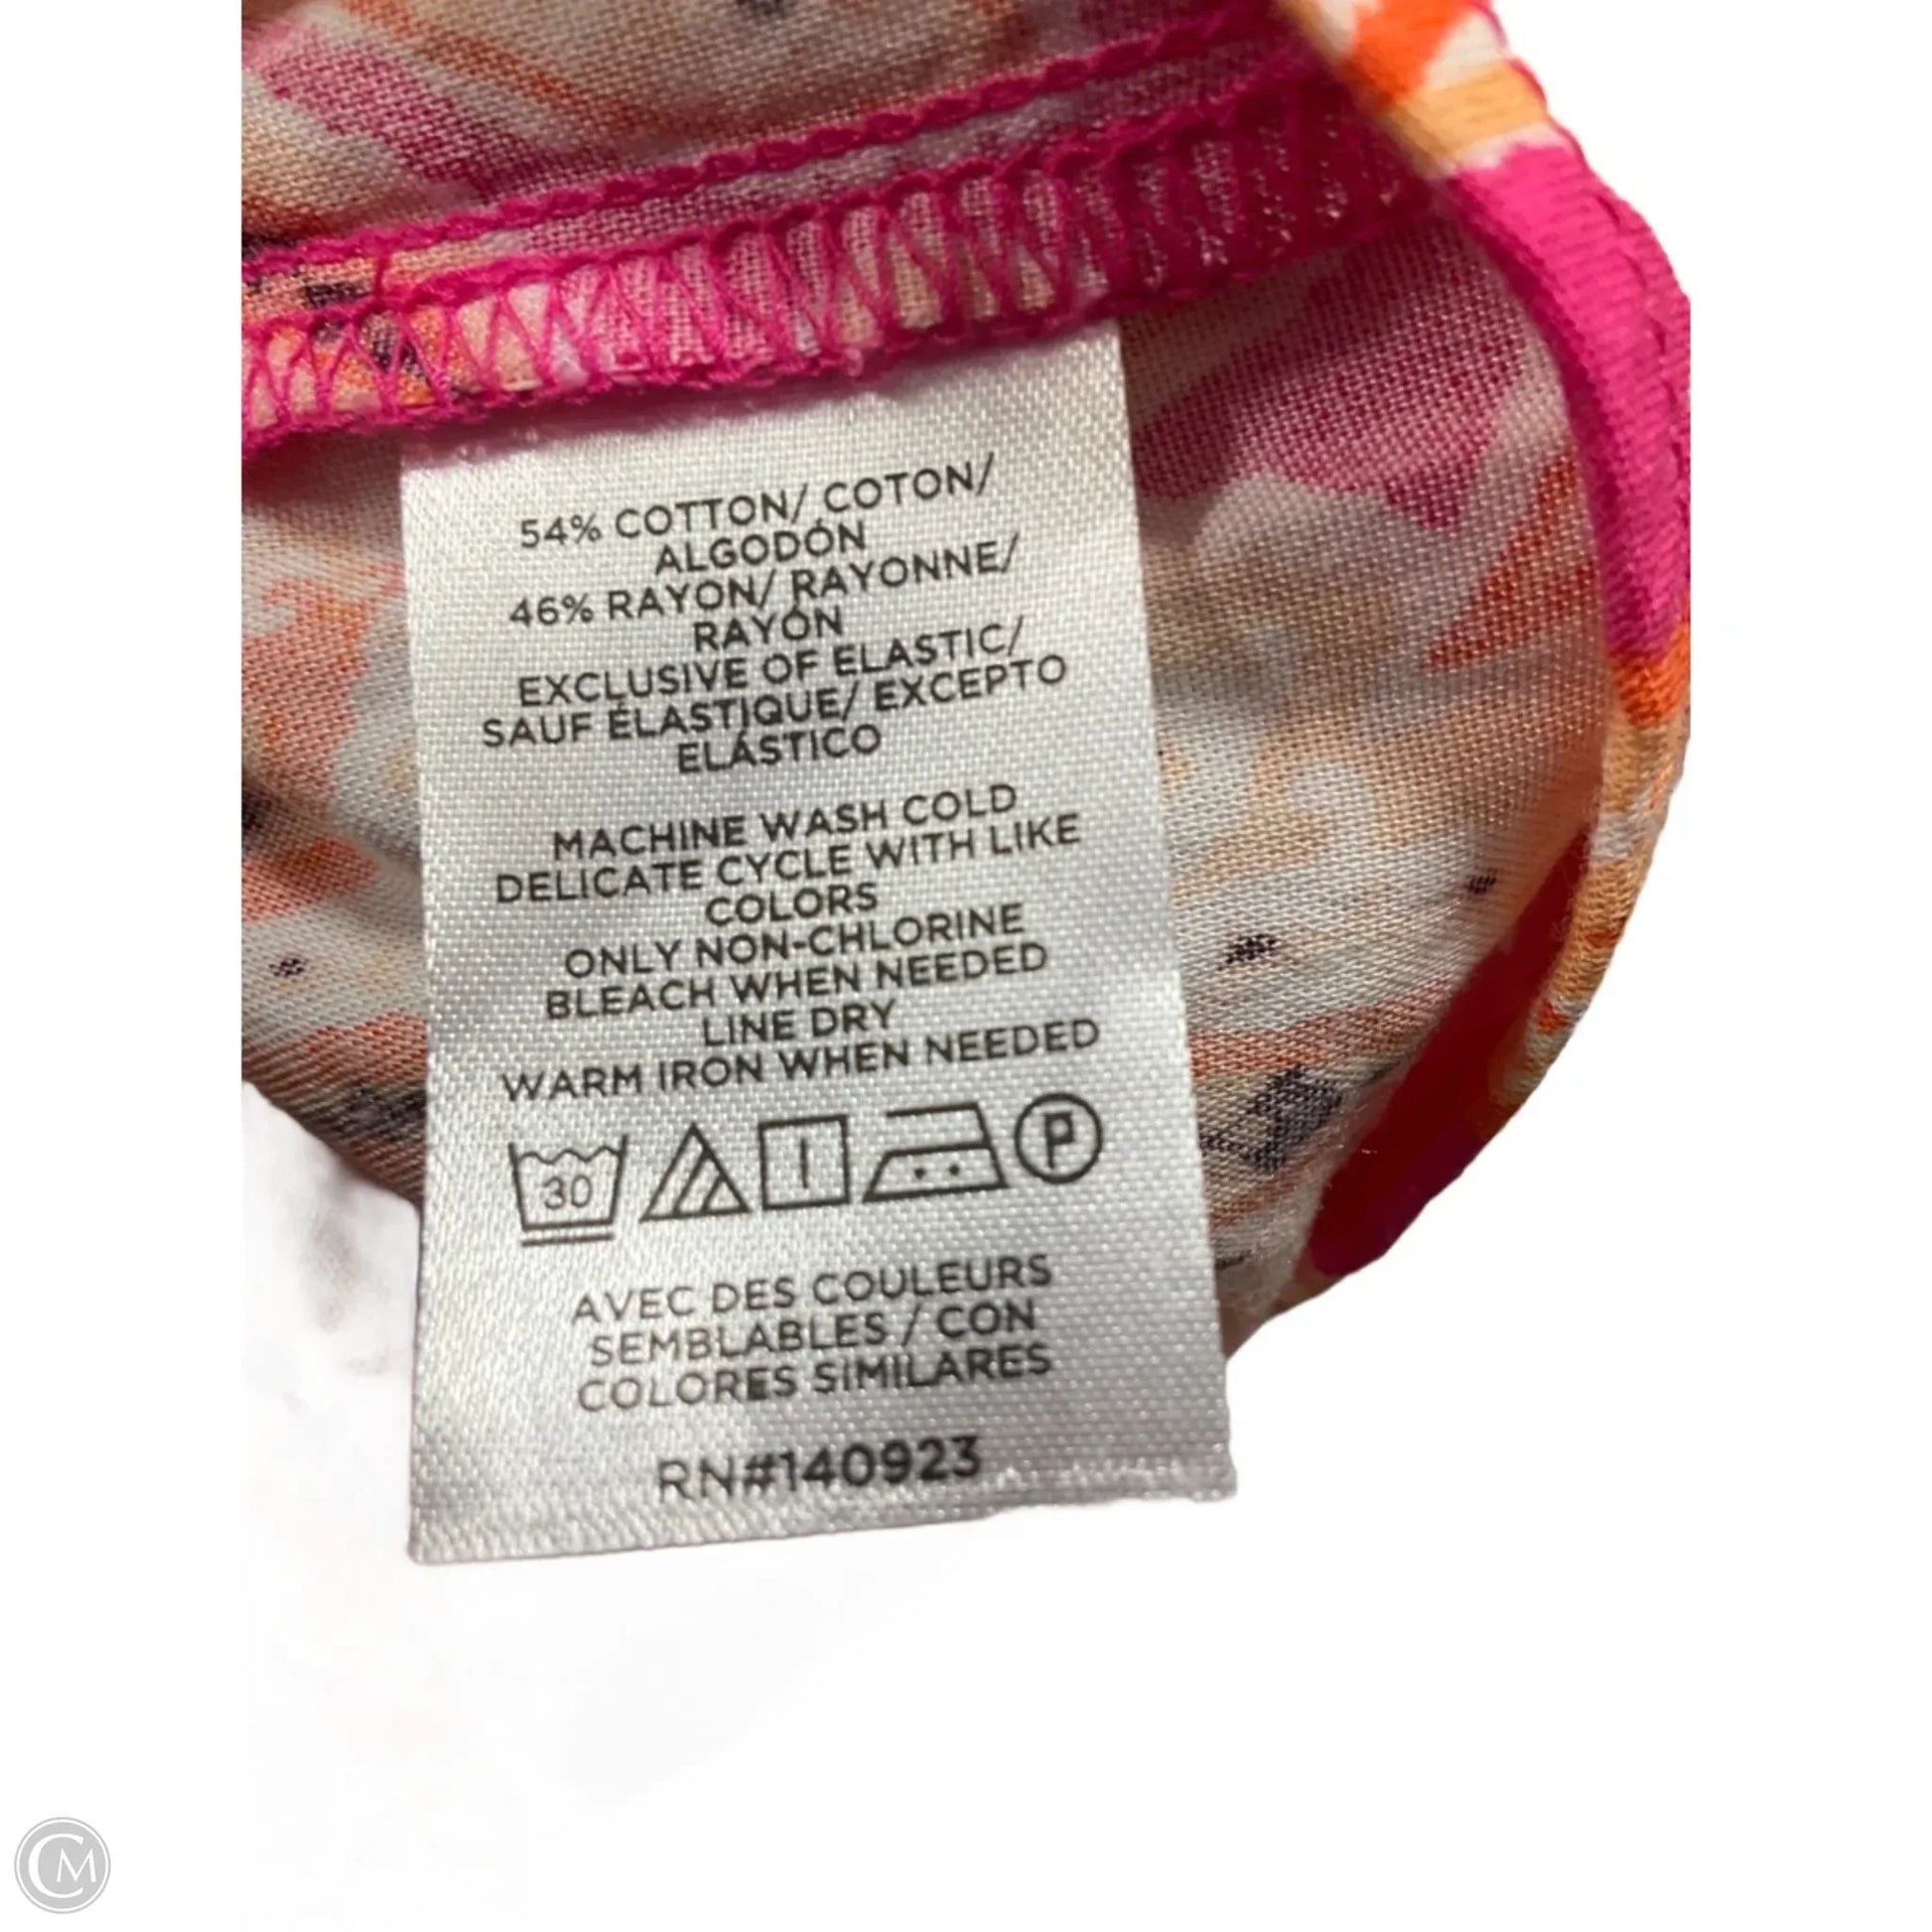 54% COTTON/ COTON/
ALGODÓN
46% RAYON/ RAYONNE/
RAYÓN
EXCLUSIVE OF ELASTIC/
SAUF ÉLASTIQUE/ EXCEPTO
ELÁSTICO
MACHINE WASH COLD
DELICATE CYCLE WITH LIKE
COLORS
ONLY NON-CHLORINE
BLEACH WHEN NEEDED
LINE DRY
WARM IRON WHEN NEEDED
30 P
AVEC DES COULEURS
SEMBLABLES / CON
COLORES SIMILARES
RN#140923
CM